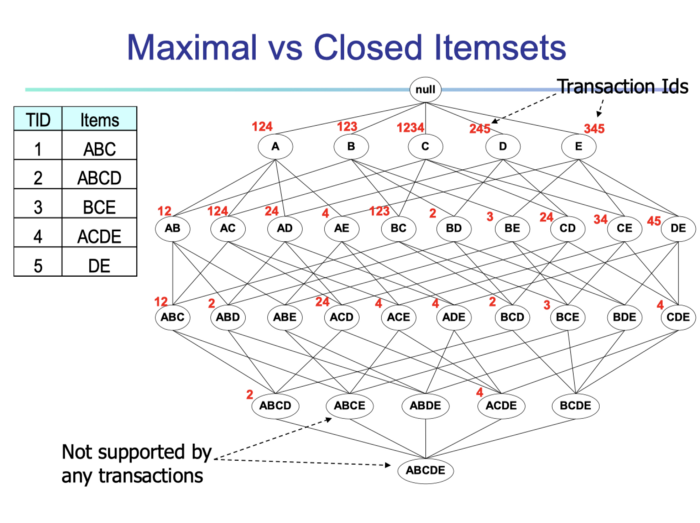 Maximal vs Closed Itemsets
null
Transaction Ids
TID Items
1 ABC
2 ABCD
3 BCE
4 ACDE
5 DE
124 123 1234 245 345
A B C D E
12 124 24 4 123 2 3 24 34 45
AB AC AD AE BC BD BE CD CE DE
12 2 24 4 4 2 3 4
ABC ABD ABE ACD ACE ADE BCD BCE BDE CDE
2 4
ABCD ABCE ABDE ACDE BCDE
Not supported by
any transactions
ABCDE